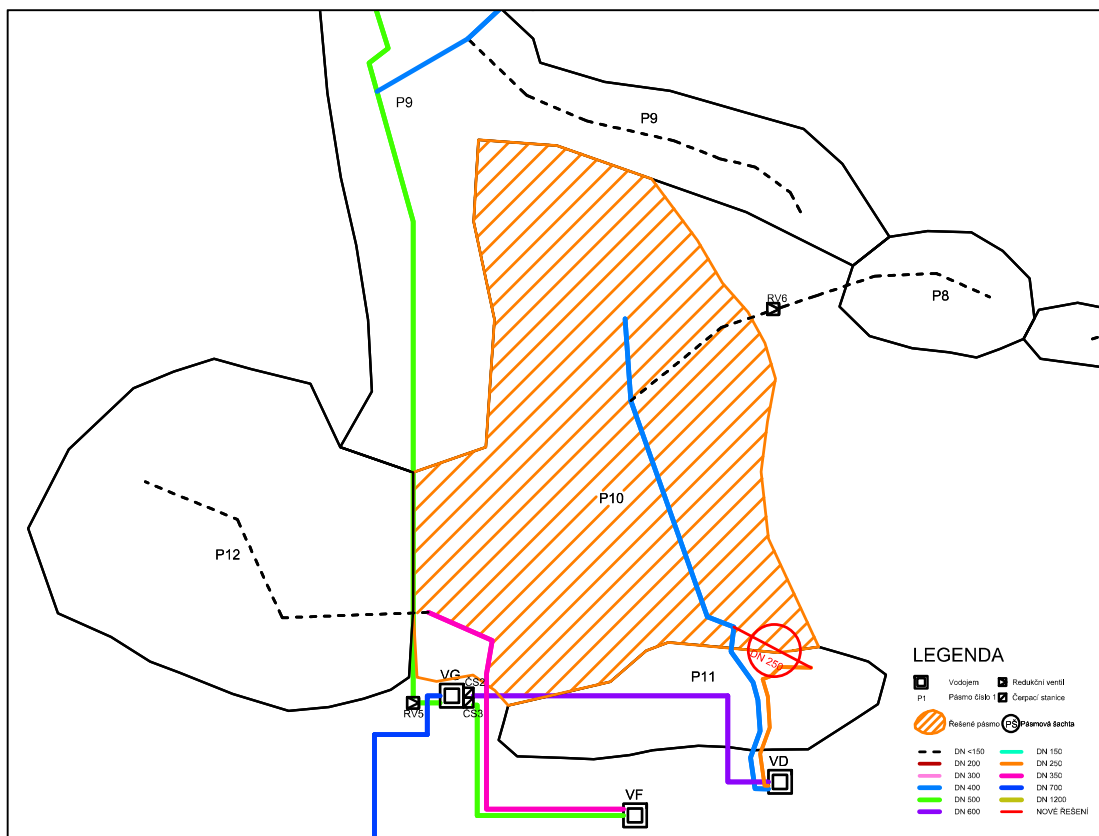 P9
P9
P8
RV6
P10
P12
DN 250
P11
VG
CS2
CS3
RV5
VD
VF
LEGENDA
Vodojem
Redukční ventil
P1
Pásmo číslo 1
Čerpací stanice
Řešené pásmo
PŠ
Pásmová šachta
DN <150
DN 150
DN 200
DN 250
DN 300
DN 350
DN 400
DN 700
DN 500
DN 1200
DN 600
NOVÉ ŘEŠENÍ